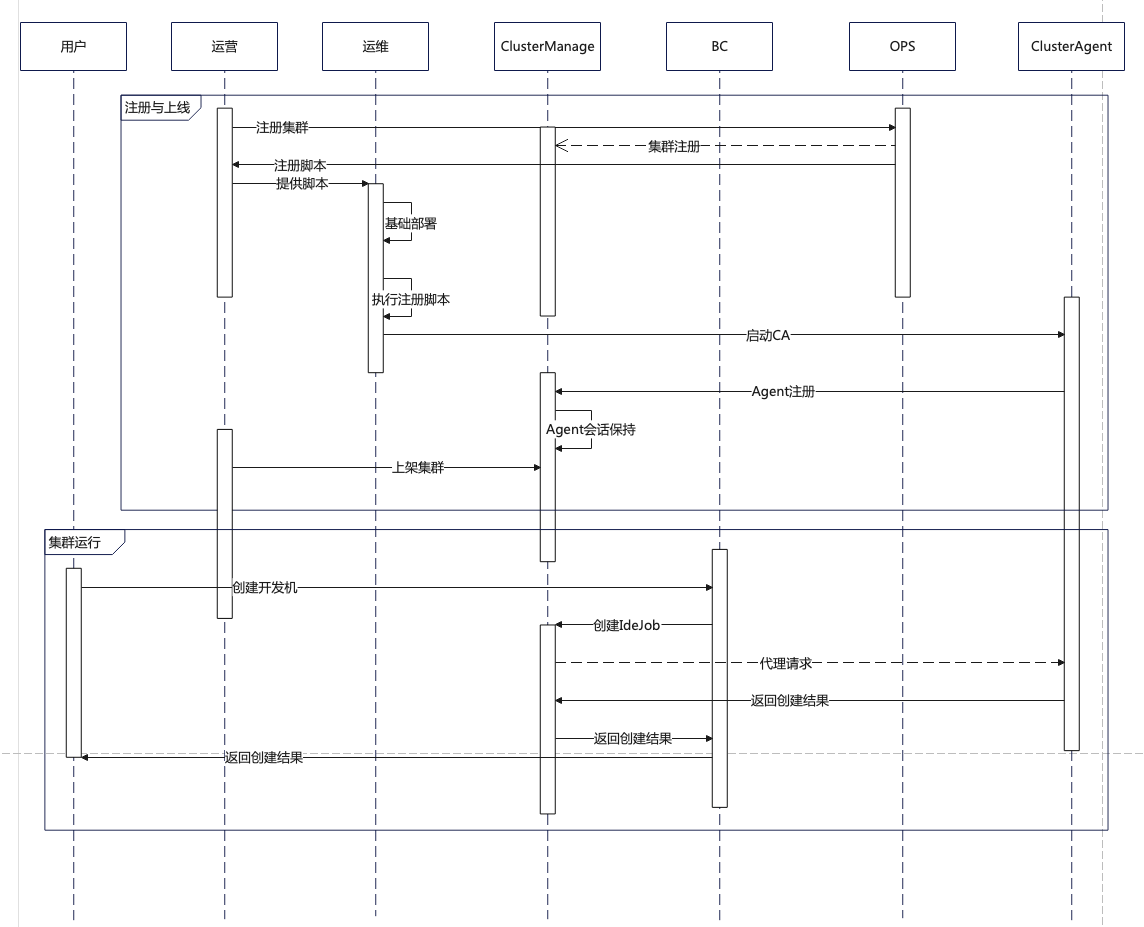 用户
运营
运维
ClusterManage
BC
OPS
ClusterAgent
注册与上线
注册集群
集群注册
注册脚本
提供脚本
基础部署
执行注册脚本
启动CA
Agent注册
Agent会话保持
上架集群
集群运行
创建开发机
创建IdeJob
代理请求
返回创建结果
返回创建结果
返回创建结果